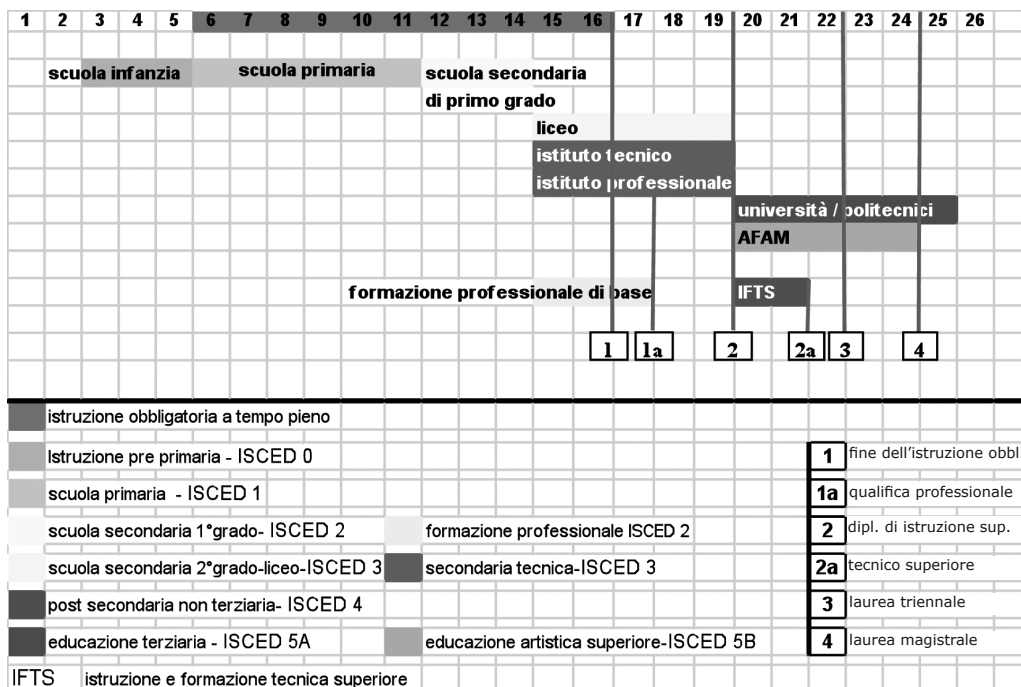 1 2 3 4 5 6 7 8 9 10 11 12 13 14 15 16 17 18 19 20 21 22 23 24 25 26
scuola infanzia scuola primaria scuola secondaria
di primo grado
liceo
istituto tecnico
istituto professionale
università / politecnici
AFAM
formazione professionale di base IFTS
1 1a 2 2a 3 4
istruzione obbligatoria a tempo pieno
Istruzione pre primaria - ISCED 0 1 fine dell'istruzione obbl.
scuola primaria - ISCED 1 1a qualifica professionale
scuola secondaria 1°grado- ISCED 2 formazione professionale ISCED 2 2 dipl. di istruzione sup.
scuola secondaria 2°grado-liceo-ISCED 3 secondaria tecnica-ISCED 3 2a tecnico superiore
post secondaria non terziaria- ISCED 4 3 laurea triennale
educazione terziaria - ISCED 5A educazione artistica superiore-ISCED 5B 4 laurea magistrale
IFTS istruzione e formazione tecnica superiore